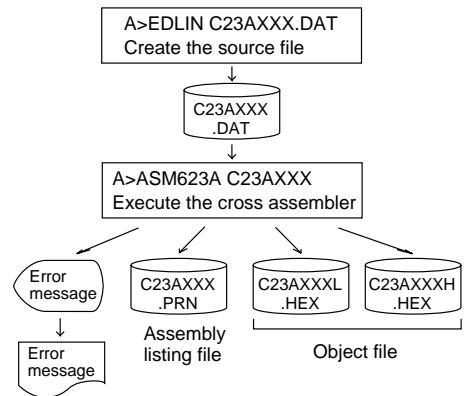 A>EDLIN C23AXXX.DAT
Create the source file
C23AXXX
.DAT
A>ASM623A C23AXXX
Execute the cross assembler
Error
message
C23AXXX
.PRN
C23AXXXL
.HEX
C23AXXXH
.HEX
Assembly
listing file
Object file
Error
message